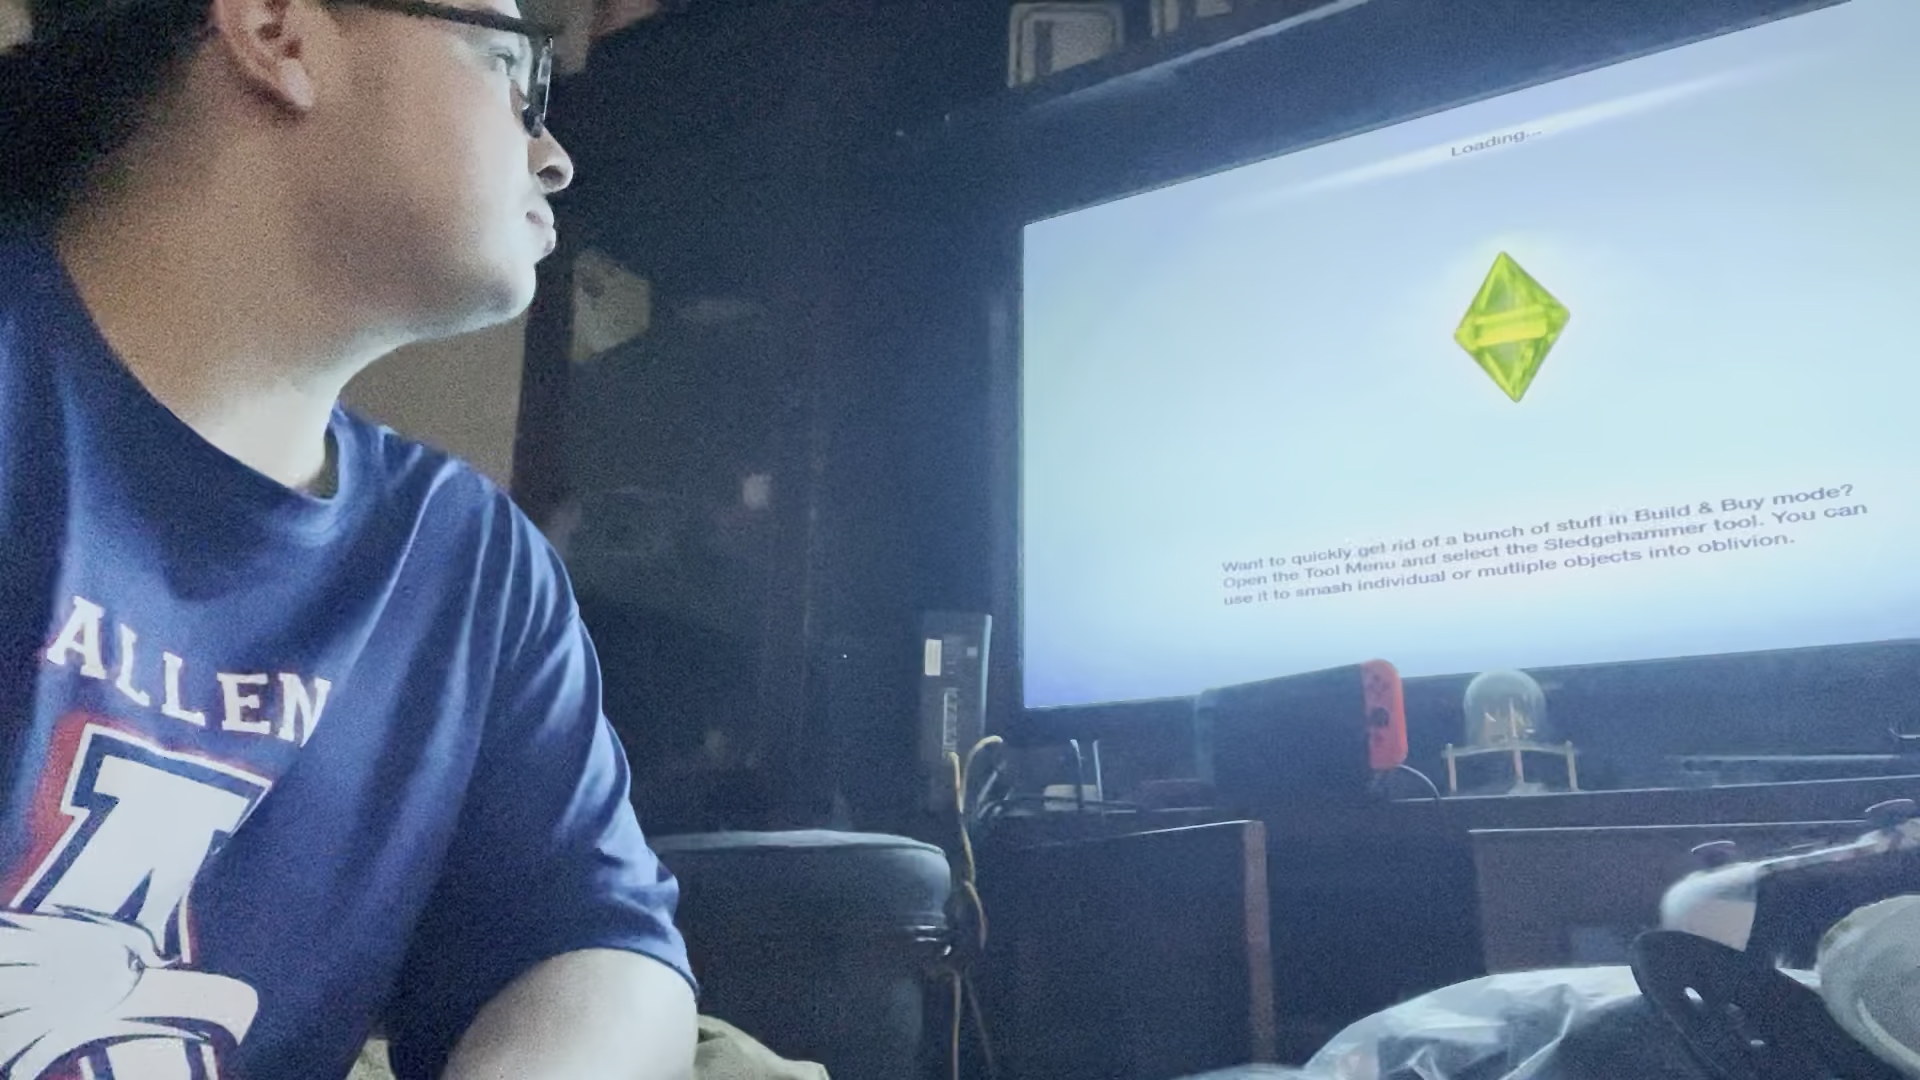 Loading...
Want to quickly get rid of a bunch of stuff in Build & Buy mode?
Open the Tool Menu and select the Sledgehammer tool. You can
use it to smash individual or mutliple objects into oblivion.
ALLEN
A